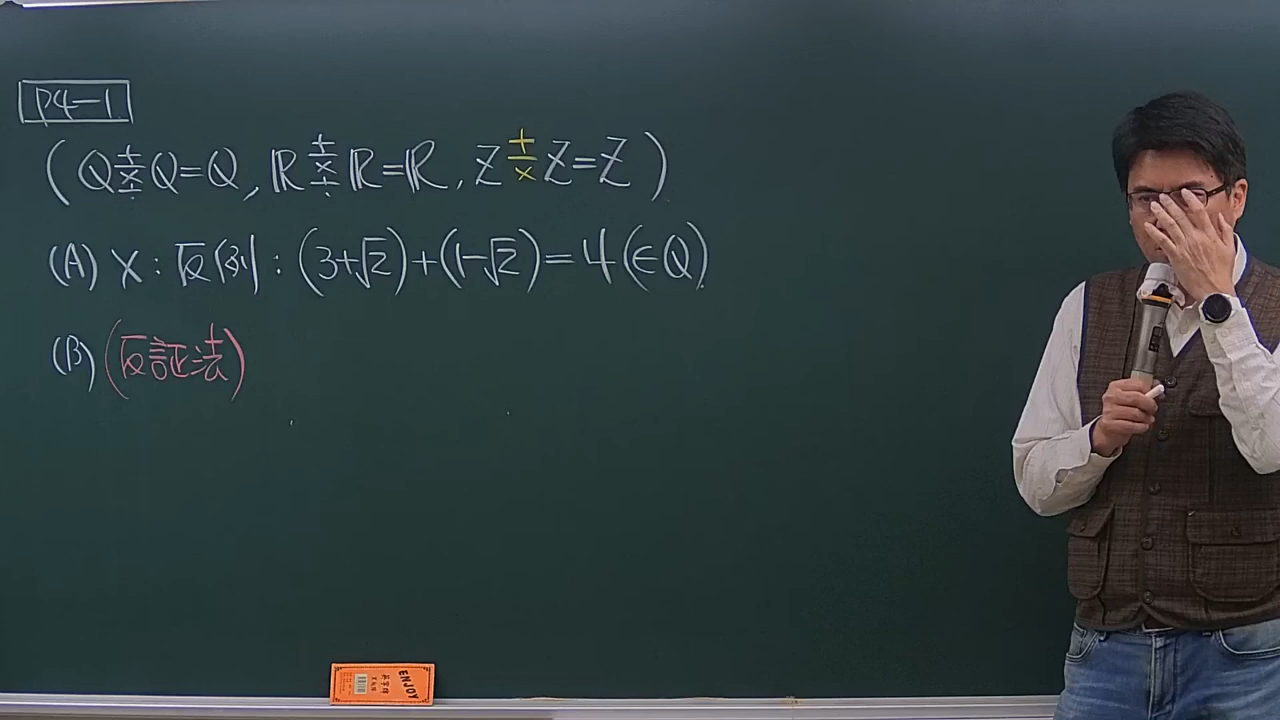 P4-1
(Q ± × ÷ Q = Q, ℝ ± × ÷ ℝ = ℝ, Z ± × Z = Z)
(A) X : 反例 : (3+√2)+(1-√2)=4(∈Q).
(B) (反証法)
ENJOY